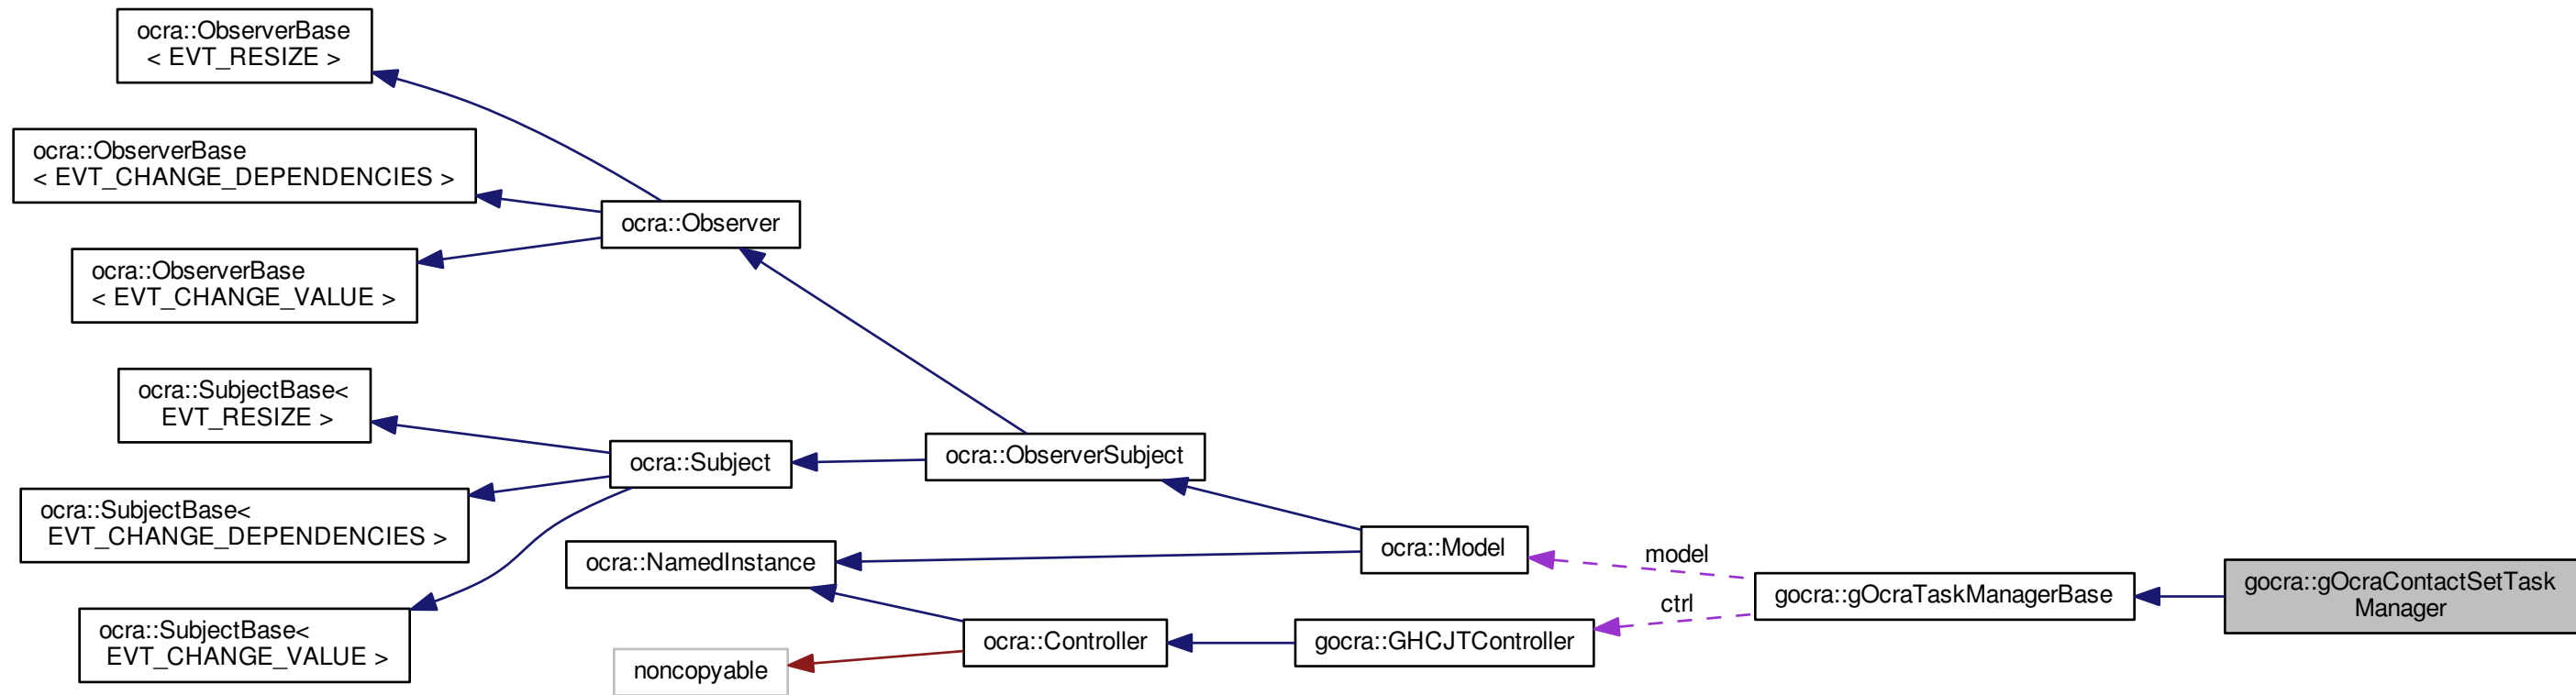 ocra::ObserverBase
< EVT_RESIZE >
ocra::ObserverBase
< EVT_CHANGE_DEPENDENCIES >
ocra::Observer
ocra::ObserverBase
< EVT_CHANGE_VALUE >
ocra::SubjectBase<
EVT_RESIZE >
ocra::Subject
ocra::ObserverSubject
ocra::SubjectBase<
EVT_CHANGE_DEPENDENCIES >
ocra::NamedInstance
ocra::Model
model
gocra::gOcraTaskManagerBase
gocra::gOcraContactSetTask
Manager
ctrl
ocra::SubjectBase<
EVT_CHANGE_VALUE >
ocra::Controller
gocra::GHCJTController
noncopyable